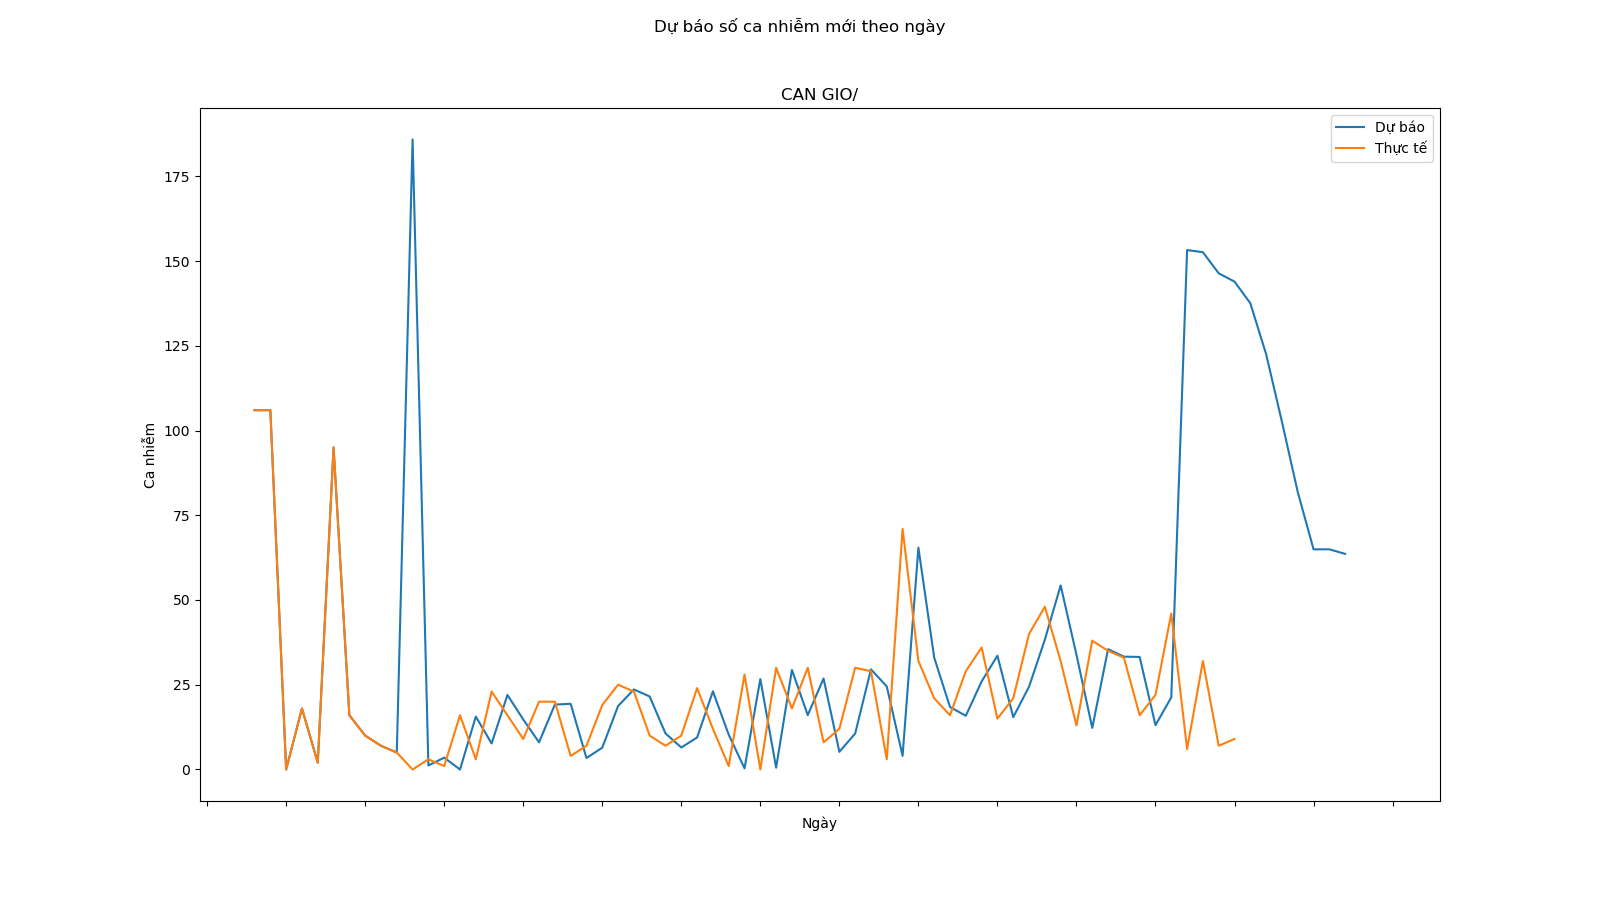 Dự báo số ca nhiễm mới theo ngày
CAN GIO/
Dự báo
Thực tế
175
150
125
100
75
50
25
0
Ca nhiễm
Ngày